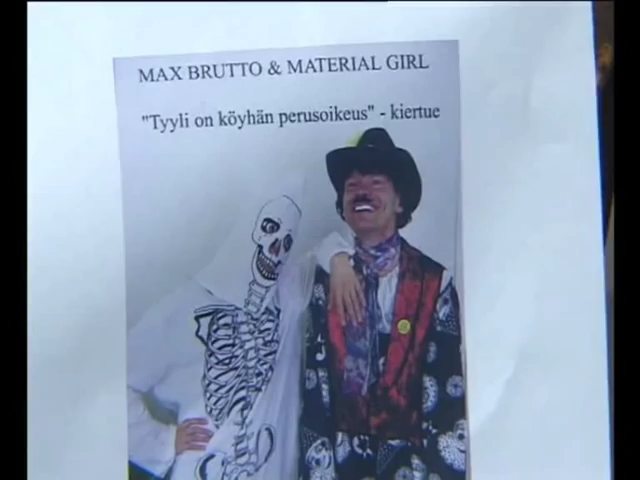 MAX BRUTTO & MATERIAL GIRL
"Tyyli on köyhän perusoikeus" - kiertue